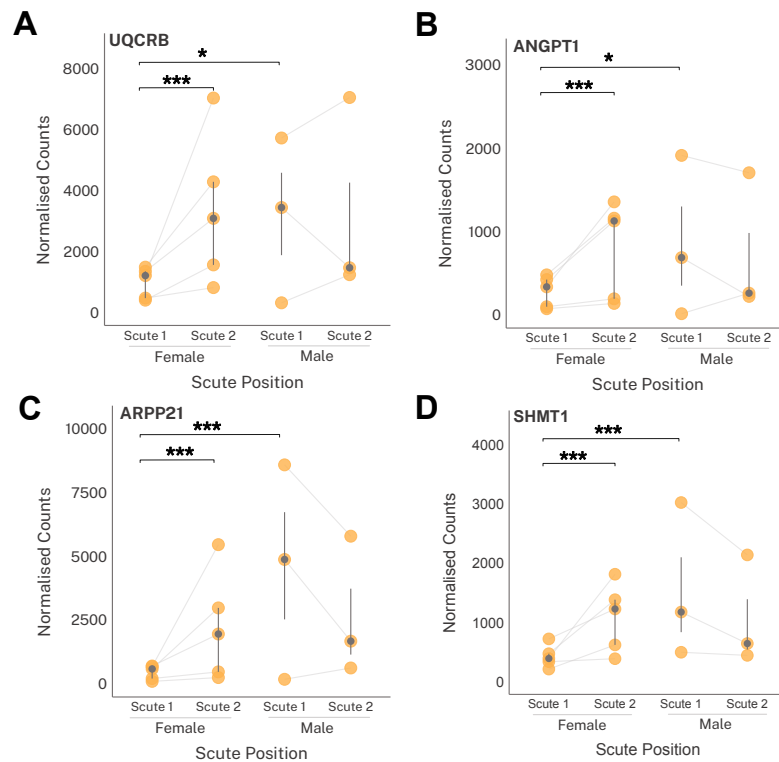 A
UQCRB
Normalised Counts
8000
6000
4000
2000
0
*
***
Scute 1 Scute 2 Scute 1 Scute 2
Female Male
Scute Position
B
ANGPT1
Normalised Counts
3000
2000
1000
0
*
***
Scute 1 Scute 2 Scute 1 Scute 2
Female Male
Scute Position
C
ARPP21
Normalised Counts
10000
7500
5000
2500
0
***
***
Scute 1 Scute 2 Scute 1 Scute 2
Female Male
Scute Position
D
SHMT1
Normalised Counts
4000
3000
2000
1000
0
***
***
Scute 1 Scute 2 Scute 1 Scute 2
Female Male
Scute Position